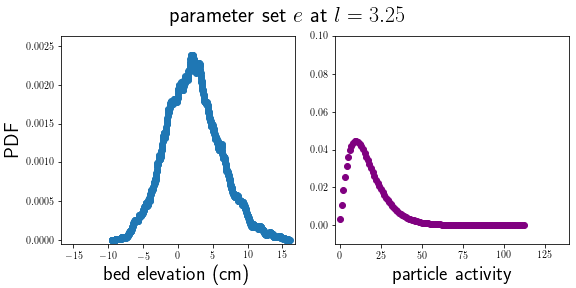 parameter set e at l = 3.25
PDF
0.0025
0.0020
0.0015
0.0010
0.0005
0.0000
−15 −10 −5 0 5 10 15
bed elevation (cm)
0.10
0.08
0.06
0.04
0.02
0.00
0 25 50 75 100 125
particle activity